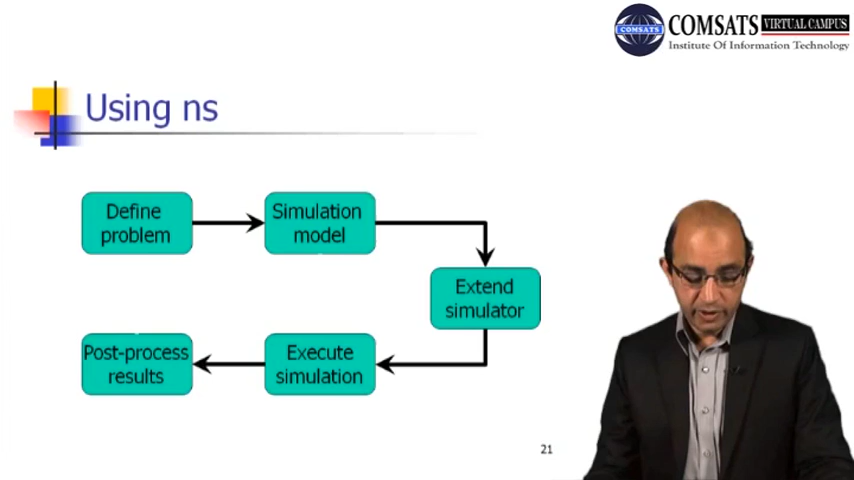 COMSATS
COMSATS VIRTUAL CAMPUS
Institute Of Information Technology
Using ns
Define
problem
Simulation
model
Extend
simulator
Execute
simulation
Post-process
results
21